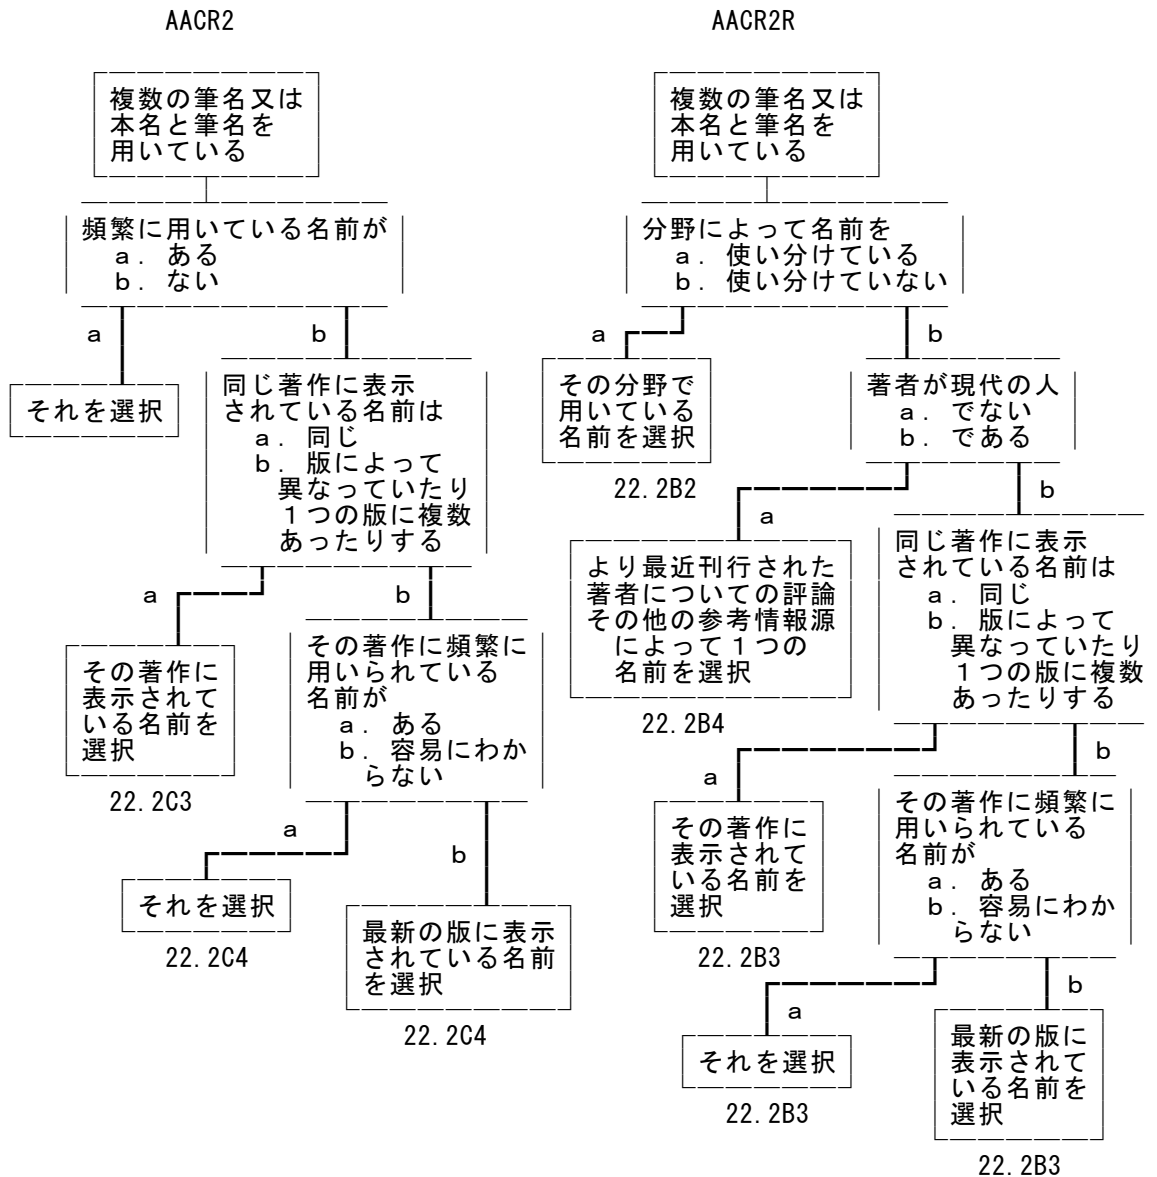 AACR2
複数の筆名又は
本名と筆名を
用いている
頻繁に用いている名前が
a. ある
b. ない
a
b
それを選択
同じ著作に表示
されている名前は
a. 同じ
b. 版によって
異なっていたり
1つの版に複数
あったりする
a
b
その著作に
表示されて
いる名前を
選択
22.2C3
その著作に頻繁に
用いられている
名前が
a. ある
b. 容易にわか
らない
a
b
それを選択
22.2C4
最新の版に表示
されている名前
を選択
22.2C4
AACR2R
複数の筆名又は
本名と筆名を
用いている
分野によって名前を
a. 使い分けている
b. 使い分けていない
a
b
その分野で
用いている
名前を選択
22.2B2
著者が現代の人
a. でない
b. である
a
b
より最近刊行された
著者についての評論
その他の参考情報源
によって1つの
名前を選択
22.2B4
同じ著作に表示
されている名前は
a. 同じ
b. 版によって
異なっていたり
1つの版に複数
あったりする
a
b
その著作に
表示されて
いる名前を
選択
22.2B3
その著作に頻繁に
用いられている
名前が
a. ある
b. 容易にわか
らない
a
b
それを選択
22.2B3
最新の版に
表示されて
いる名前を
選択
22.2B3